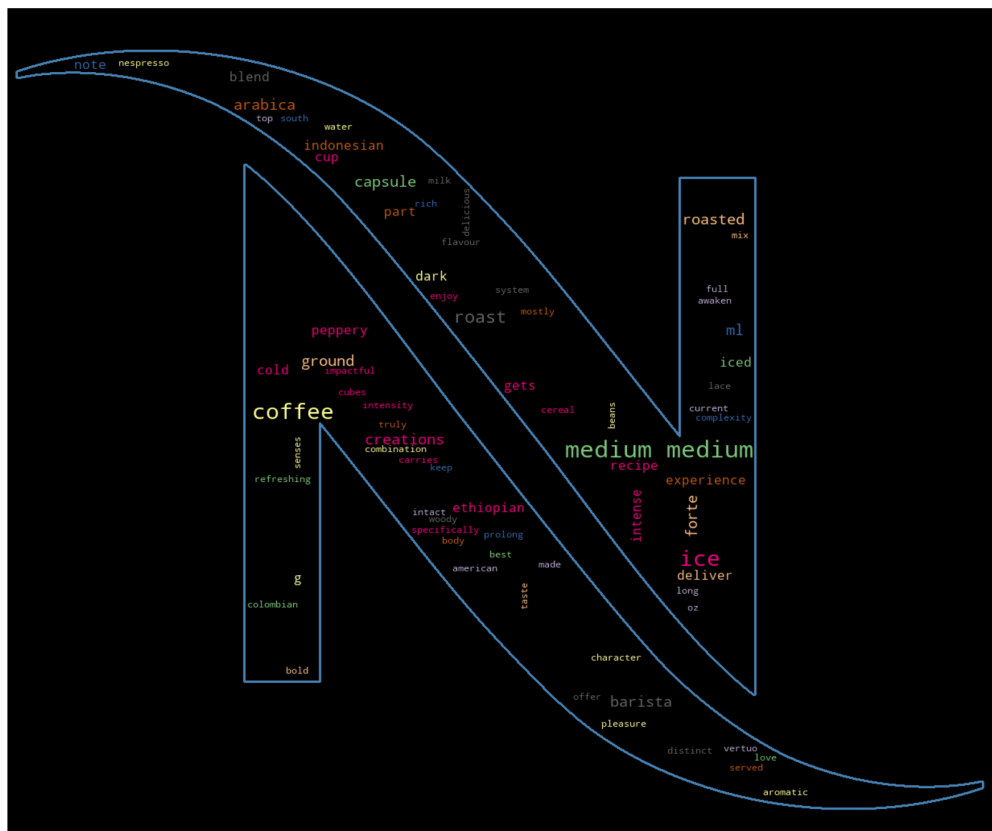 note
nespresso
blend
arabica
top
south
water
indonesian
cup
capsule
milk
rich
part
delicious
flavour
roasted
mix
dark
system
enjoy
mostly
roast
full
awaken
ml
peppery
ground
cold
impactful
iced
cubes
gets
lace
coffee
intensity
cereal
beans
current
complexity
truly
creations
combination
carries
keep
senses
refreshing
medium medium
recipe
experience
intense
forte
ethiopian
intact
woody
specifically
prolong
body
best
american
made
ice
deliver
long
oz
g
colombian
taste
bold
character
offer
barista
pleasure
distinct
vertuo
love
served
aromatic